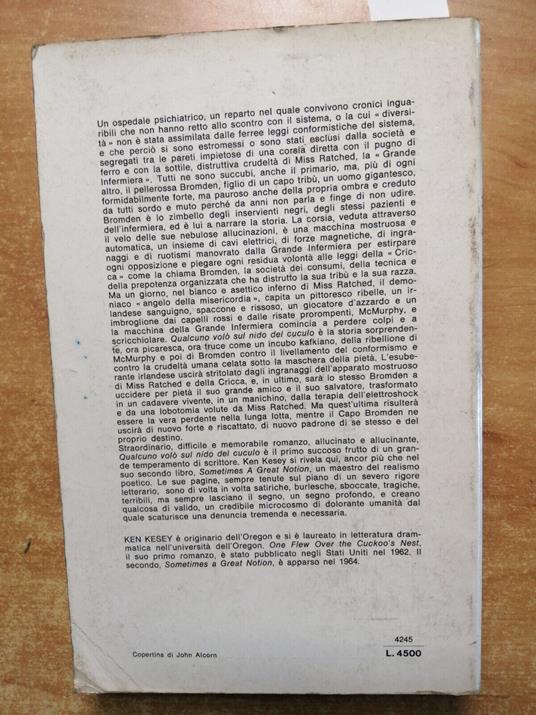 Un ospedale psichiatrico, un reparto nel quale convivono cronici ingua-
ribili che non hanno retto allo scontro con il sistema, o la cui « diversi-
tà » non è stata assimilata dalle ferree leggi conformistiche del sistema,
e che perciò si sono estromessi o sono stati esclusi dalla società e
segregati tra le pareti impietose di una corsia diretta con il pugno di
ferro e con la sottile, distruttiva crudeltà di Miss Ratched, la « Grande
Infermiera ». Tutti ne sono succubi, anche il primario, ma, più di ogni
altro, il pellerossa Bromden, figlio di un capo tribù, un uomo gigantesco,
formidabilmente forte, ma pauroso anche della propria ombra e creduto
da tutti sordo e muto perché da anni non parla e finge di non udire.
Bromden è lo zimbello degli inservienti negri, degli stessi pazienti e
dell'infermiera, ed è lui a narrare la storia. La corsia, veduta attraverso
il velo delle sue nebulose allucinazioni, è una macchina mostruosa e
automatica, un insieme di cavi elettrici, di forze magnetiche, di ingra-
naggi e di ruotismi manovrato dalla Grande Infermiera per estirpare
ogni opposizione e piegare ogni residua volontà alle leggi della « Cric-
ca » come la chiama Bromden, la società dei consumi, della tecnica e
della prepotenza organizzata che ha distrutto la sua tribù e la sua razza.
Ma un giorno, nel bianco e asettico inferno di Miss Ratched, il demo-
niaco « angelo della misericordia », capita un pittoresco ribelle, un ir-
landese sanguigno, spaccone e rissoso, un giocatore d'azzardo e un
imbroglione dai capelli rossi e dalle risate prorompenti, McMurphy, e
la macchina della Grande Infermiera comincia a perdere colpi e a
scricchiolare. Qualcuno volò sul nido del cuculo è la storia sorprenden-
te, ora picaresca, ora truce come un incubo kafkiano, della ribellione di
McMurphy e poi di Bromden contro il livellamento del conformismo e
contro la crudeltà umana celata sotto la maschera della pietà. L'esube-
rante irlandese uscirà stritolato dagli ingranaggi dell'apparato mostruoso
di Miss Ratched e della Cricca, e, in ultimo, sarà lo stesso Bromden a
uccidere per pietà il suo grande amico e il suo salvatore, trasformato
in un cadavere vivente, in un manichino, dalla terapia dell'elettroshock
e da una lobotomia volute da Miss Ratched. Ma quest'ultima risulterà
essere la vera perdente nella lunga lotta, mentre il Capo Bromden ne
uscirà di nuovo forte e riscattato, di nuovo padrone di se stesso e del
proprio destino.
Straordinario, difficile e memorabile romanzo, allucinato e allucinante,
Qualcuno volò sul nido del cuculo è il primo succoso frutto di un gran-
de temperamento di scrittore. Ken Kesey si rivela qui, ancor più che nel
suo secondo libro, Sometimes A Great Notion, un maestro del realismo
poetico. Le sue pagine, sempre tenute sul piano di un severo rigore
letterario, sono di volta in volta satiriche, burlesche, sboccate, tragiche,
terribili, ma sempre lasciano il segno, un segno profondo, e creano
qualcosa di valido, un credibile microcosmo di dolorante umanità dal
quale scaturisce una denuncia tremenda e necessaria.
KEN KESEY è originario dell'Oregon e si è laureato in letteratura dram-
matica nell'università dell'Oregon. One Flew Over the Cuckoo's Nest,
il suo primo romanzo, è stato pubblicato negli Stati Uniti nel 1962. Il
secondo, Sometimes a Great Notion, è apparso nel 1964.
Copertina di John Alcorn
4245
L. 4500